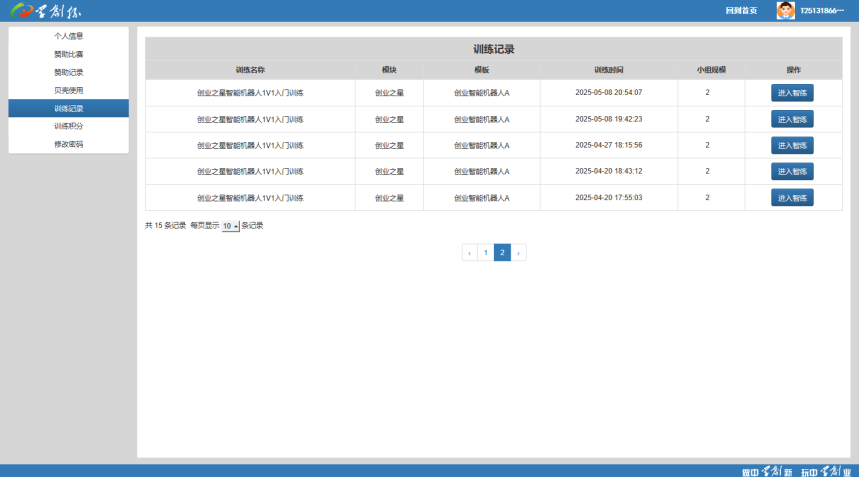 星创练 回到首页 T25131866···
个人信息
赞助比赛
赞助记录
贝壳使用
训练记录
训练积分
修改密码
训练记录
训练名称 模块 模板 训练时间 小组规模 操作
创业之星智能机器人1V1入门训练 创业之星 创业智能机器人A 2025-05-08 20:54:07 2 进入智练
创业之星智能机器人1V1入门训练 创业之星 创业智能机器人A 2025-05-08 19:42:23 2 进入智练
创业之星智能机器人1V1入门训练 创业之星 创业智能机器人A 2025-04-27 18:15:56 2 进入智练
创业之星智能机器人1V1入门训练 创业之星 创业智能机器人A 2025-04-20 18:43:12 2 进入智练
创业之星智能机器人1V1入门训练 创业之星 创业智能机器人A 2025-04-20 17:55:03 2 进入智练
共 15 条记录 每页显示 10 条记录
‹ 1 2 ›
做中学创新 玩中学创业